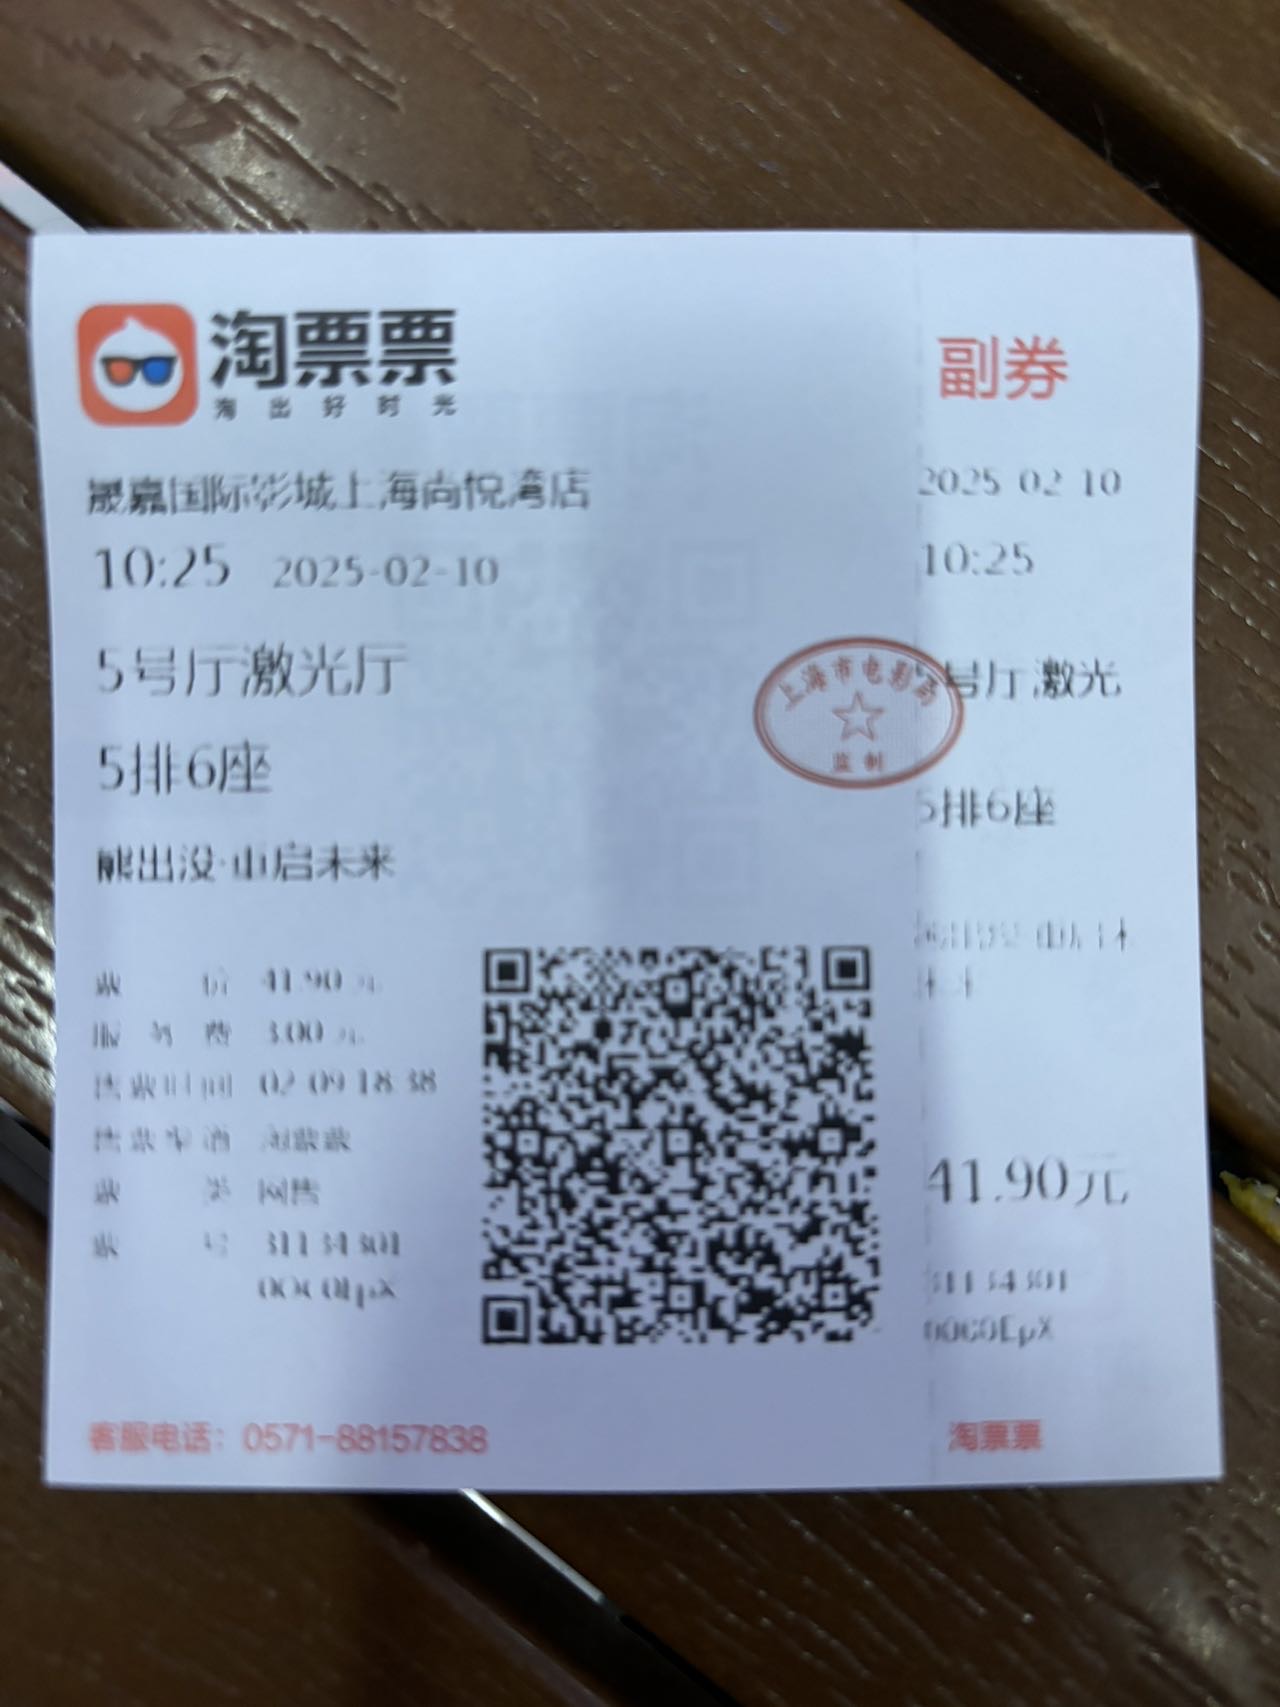 淘票票
淘出好时光
副券
晟嘉国际影城上海尚悦湾店
10:25 2025-02-10
5号厅激光厅
5排6座
熊出没·重启未来
票 价 41.90元
服务费 3.00元
售票时间 02-09 18:38
售票渠道 淘票票
票 类 网售
票 号 31134801
客服电话：0571-88157838
2025-02-10
10:25
号厅 激光
上海市电影局
监制
5排6座
41.90元
31134801
淘票票